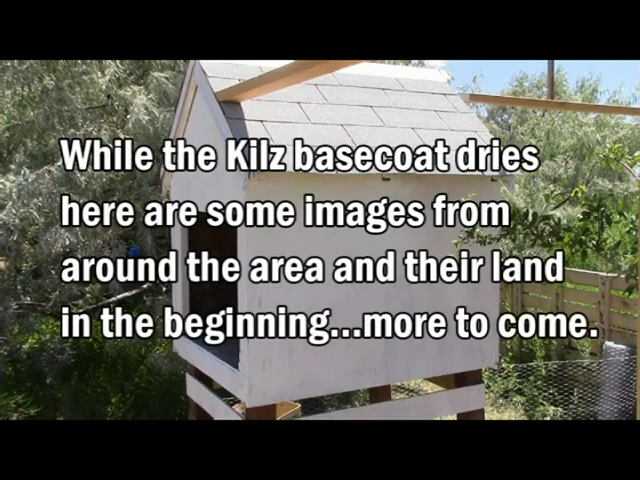 While the Kilz basecoat dries
here are some images from
around the area and their land
in the beginning...more to come.